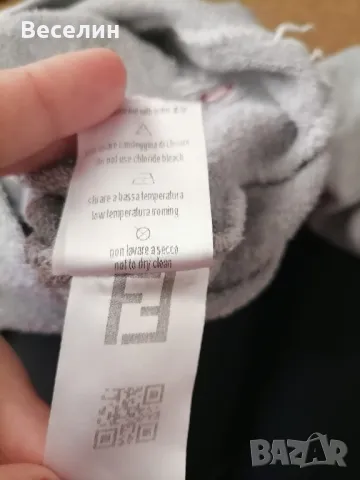 Веселин
do not use chloride bleach
stirare a bassa temperatura
low temperature ironing
non lavare a secco
not to dry clean
BAZAR